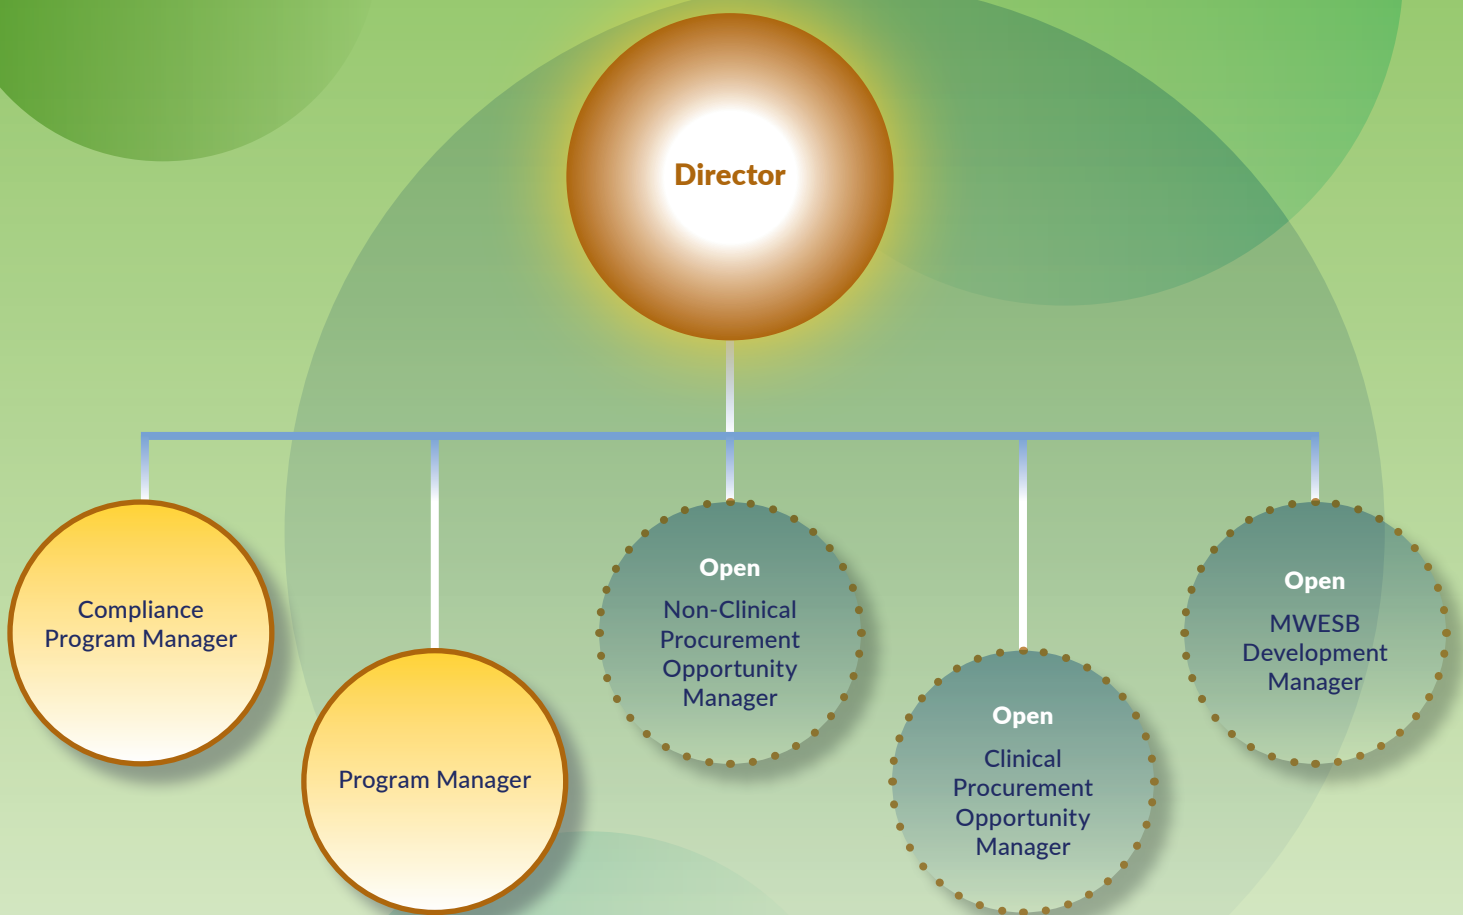 Director
Compliance
Program Manager
Program Manager
Open
Non-Clinical
Procurement
Opportunity
Manager
Open
Clinical
Procurement
Opportunity
Manager
Open
MWESB
Development
Manager